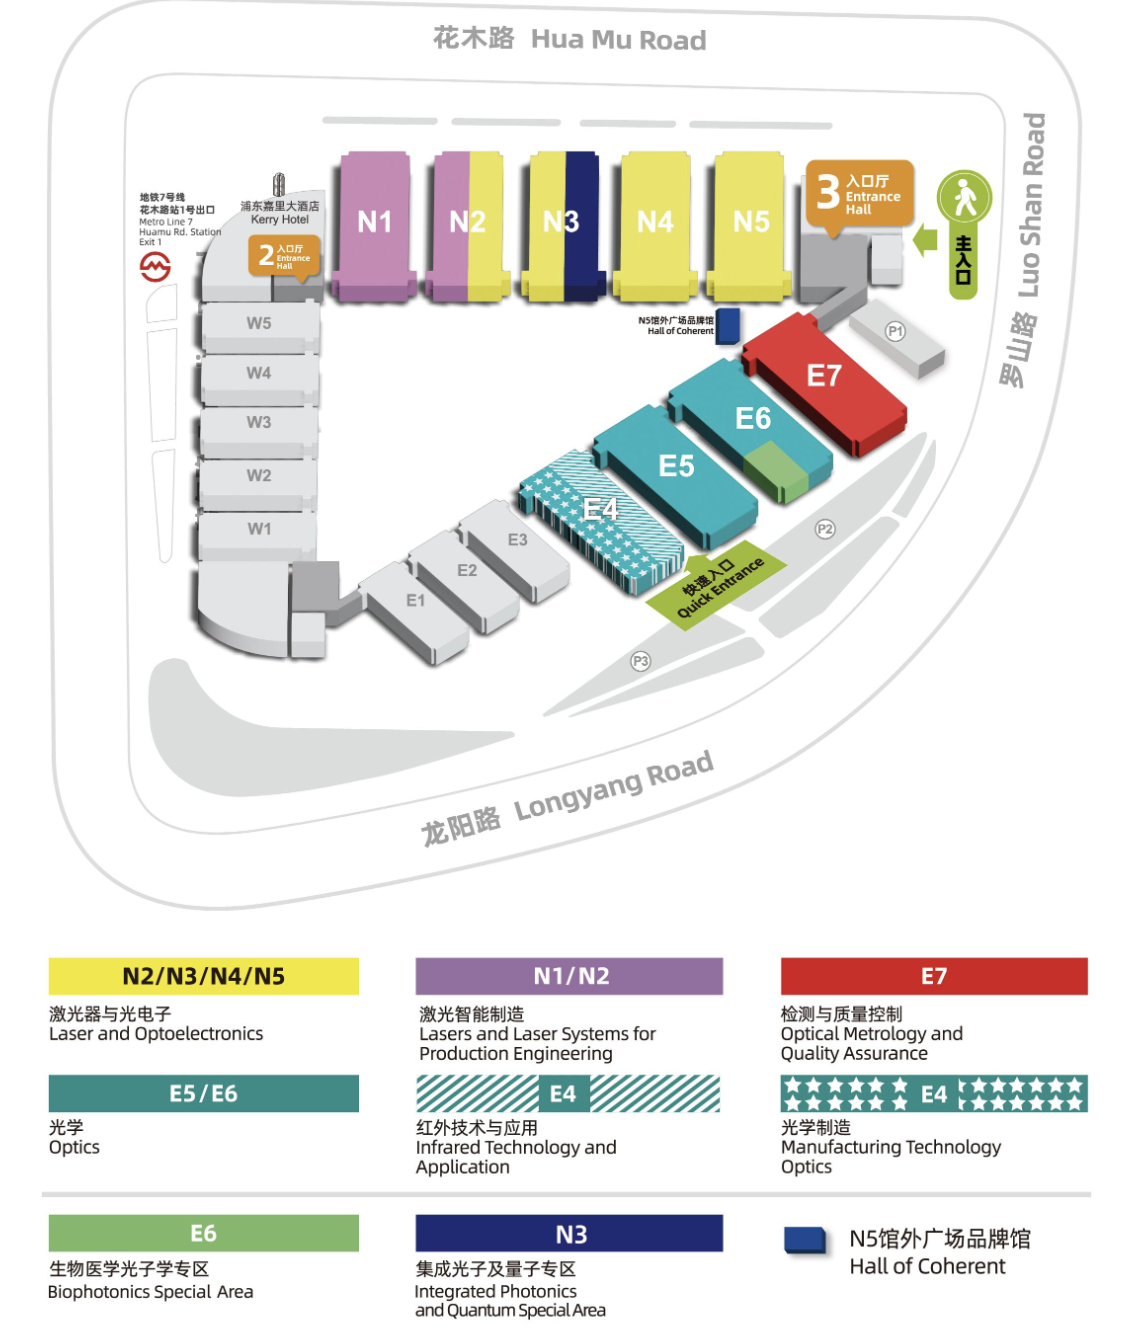 花木路 Hua Mu Road
罗山路 Luo Shan Road
地铁7号线
花木路站1号出口
Metro Line 7
Huamu Rd. Station
Exit 1
浦东嘉里大酒店
Kerry Hotel
2 入口厅
Entrance
Hall
N1
N2
N3
N4
N5
3 入口厅
Entrance
Hall
主入口
N5馆外广场品牌馆
Hall of Coherent
P1
W5
W4
W3
W2
W1
E7
E6
E5
E4
E3
E2
E1
快速入口
Quick Entrance
P2
P3
龙阳路 Longyang Road
N2/N3/N4/N5
激光器与光电子
Laser and Optoelectronics
N1/N2
激光智能制造
Lasers and Laser Systems for
Production Engineering
E7
检测与质量控制
Optical Metrology and
Quality Assurance
E5/E6
光学
Optics
E4
红外技术与应用
Infrared Technology and
Application
E4
光学制造
Manufacturing Technology
Optics
E6
生物医学光子学专区
Biophotonics Special Area
N3
集成光子及量子专区
Integrated Photonics
and Quantum Special Area
N5馆外广场品牌馆
Hall of Coherent